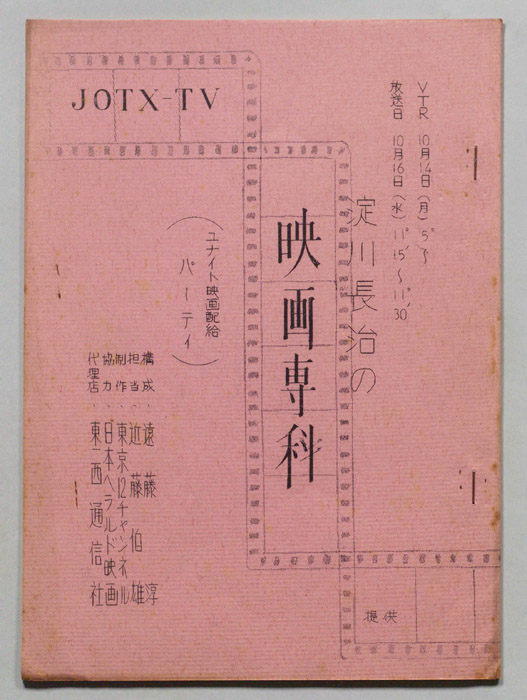 JOTX-TV
VTR 10月14日(月) 5°〜
放送日 10月16日(水) 11°15′〜11°,30
淀川長治の
映画専科
ユナイト映画配給
(パーティ)
構成. 遠藤 淳
担当. 近藤伯雄
制作. 東京12チャンネル
協力. 日本ヘラルド映画
代理店. 東西通信社
提供